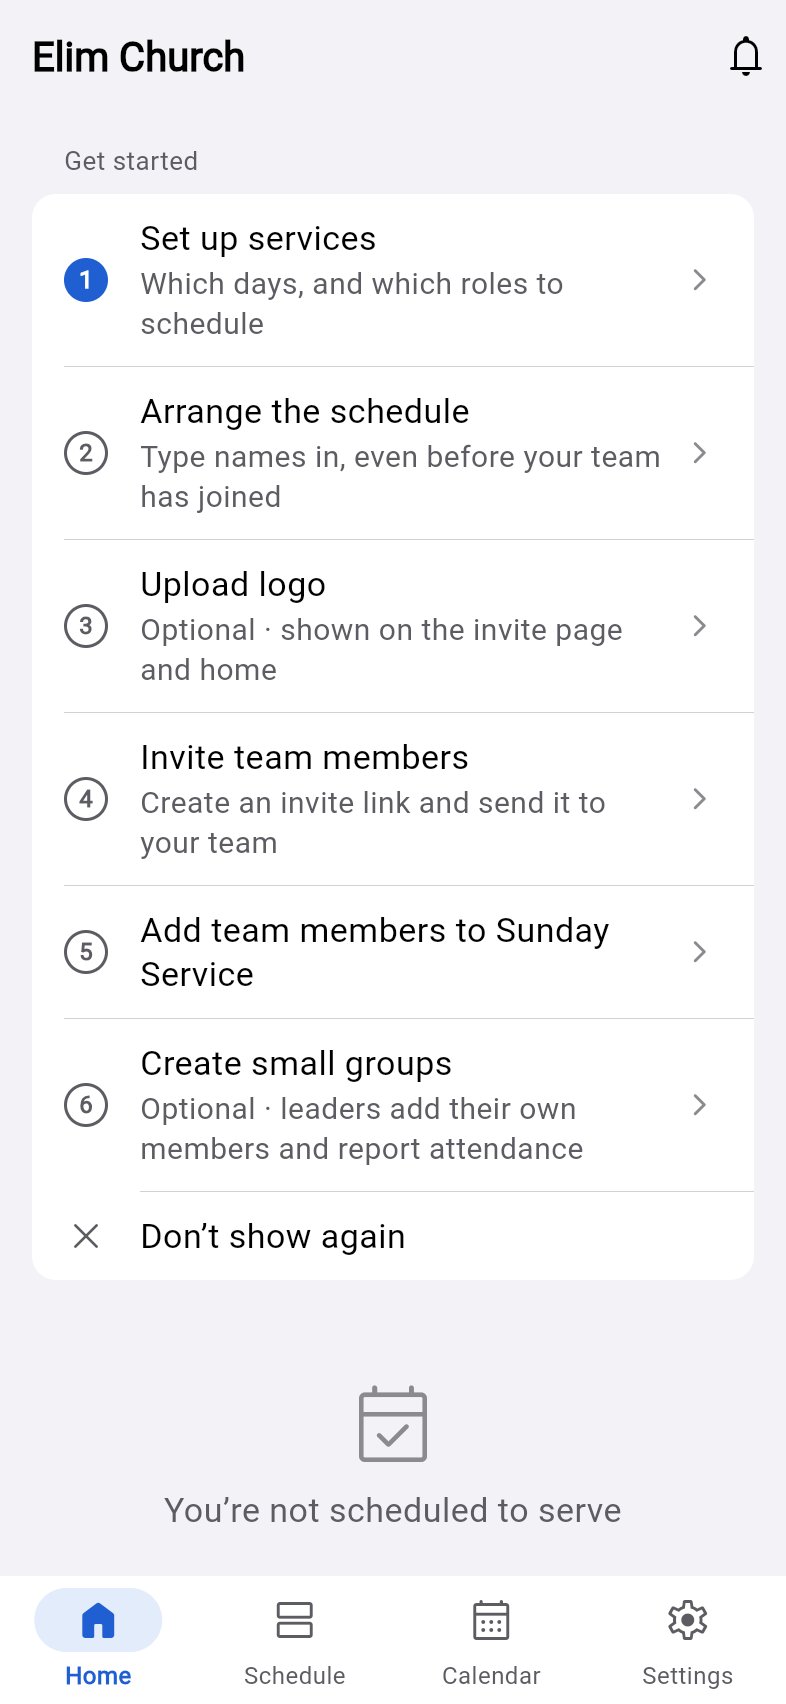 Elim Church
Get started
Set up services
1
Which days, and which roles to
schedule
Arrange the schedule
2
Type names in, even before your team
has joined
Upload logo
3
Optional · shown on the invite page
and home
Invite team members
4
Create an invite link and send it to
your team
5
Add team members to Sunday
Service
Create small groups
6
Optional · leaders add their own
members and report attendance
Don’t show again
You’re not scheduled to serve
Home
Schedule
Calendar
Settings